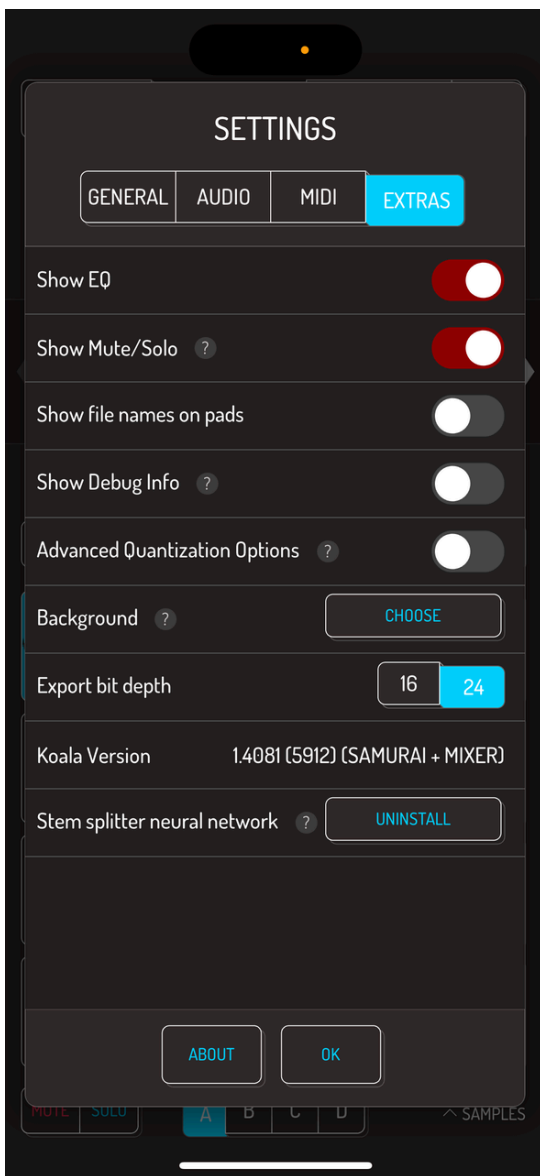 SETTINGS
GENERAL AUDIO MIDI EXTRAS
Show EQ
Show Mute/Solo ?
Show file names on pads
Show Debug Info ?
Advanced Quantization Options ?
Background ? CHOOSE
Export bit depth 16 24
Koala Version 1.4081 (5912) (SAMURAI + MIXER)
Stem splitter neural network ? UNINSTALL
ABOUT OK
MUTE SOLO A B C D SAMPLES